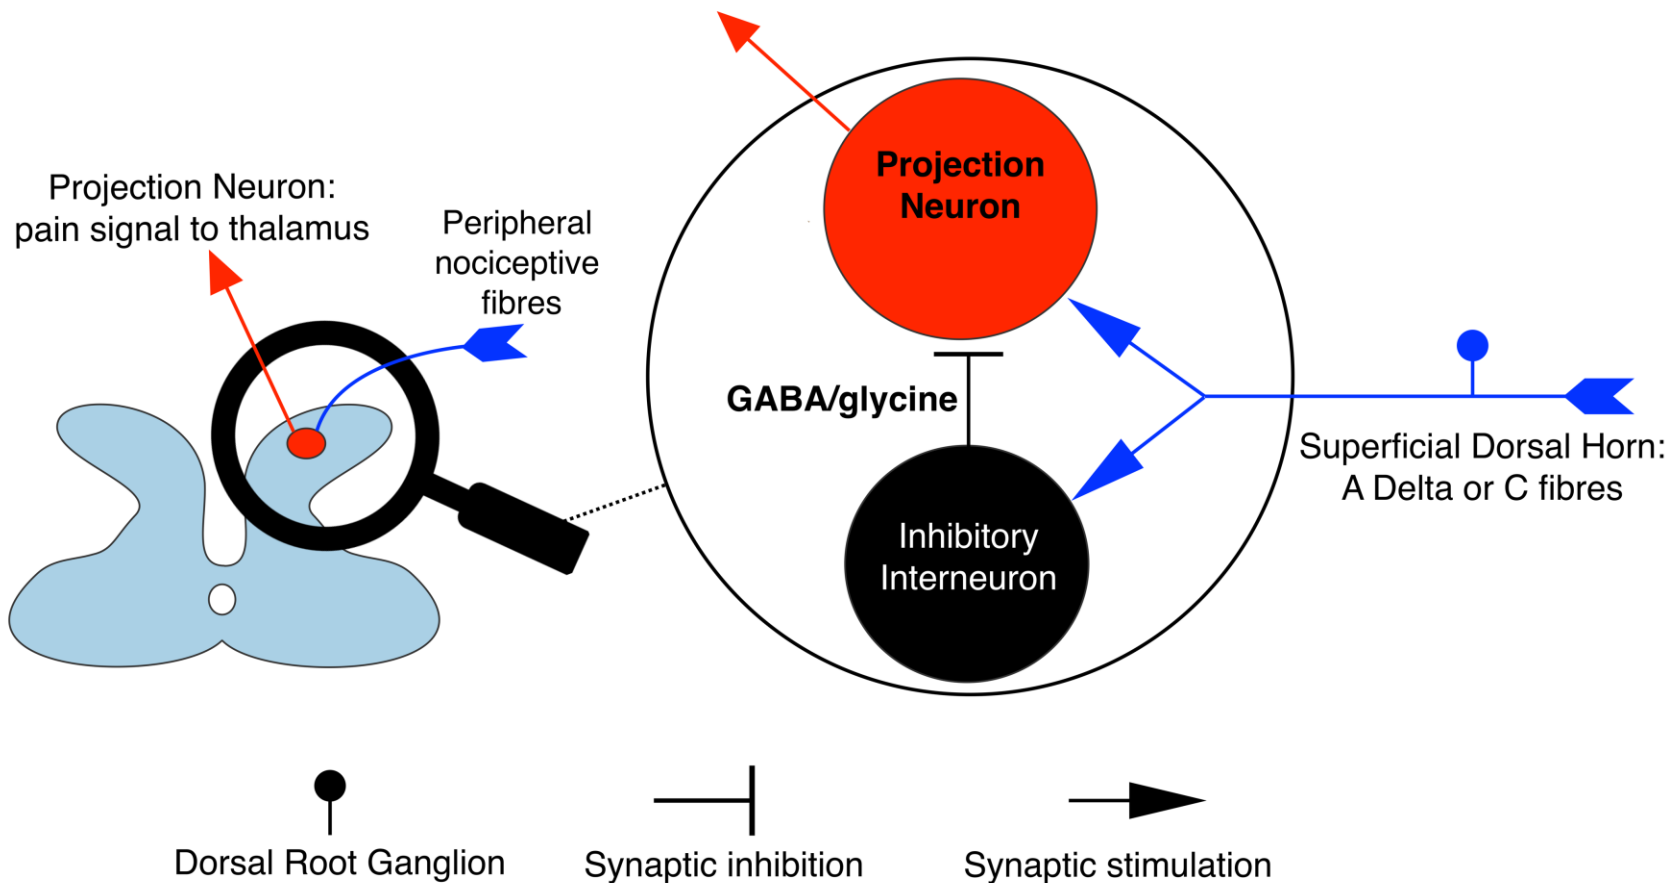 Projection Neuron:
pain signal to thalamus
Peripheral
nociceptive
fibres
Projection
Neuron
GABA/glycine
Inhibitory
Interneuron
Superficial Dorsal Horn:
A Delta or C fibres
Dorsal Root Ganglion
Synaptic inhibition
Synaptic stimulation